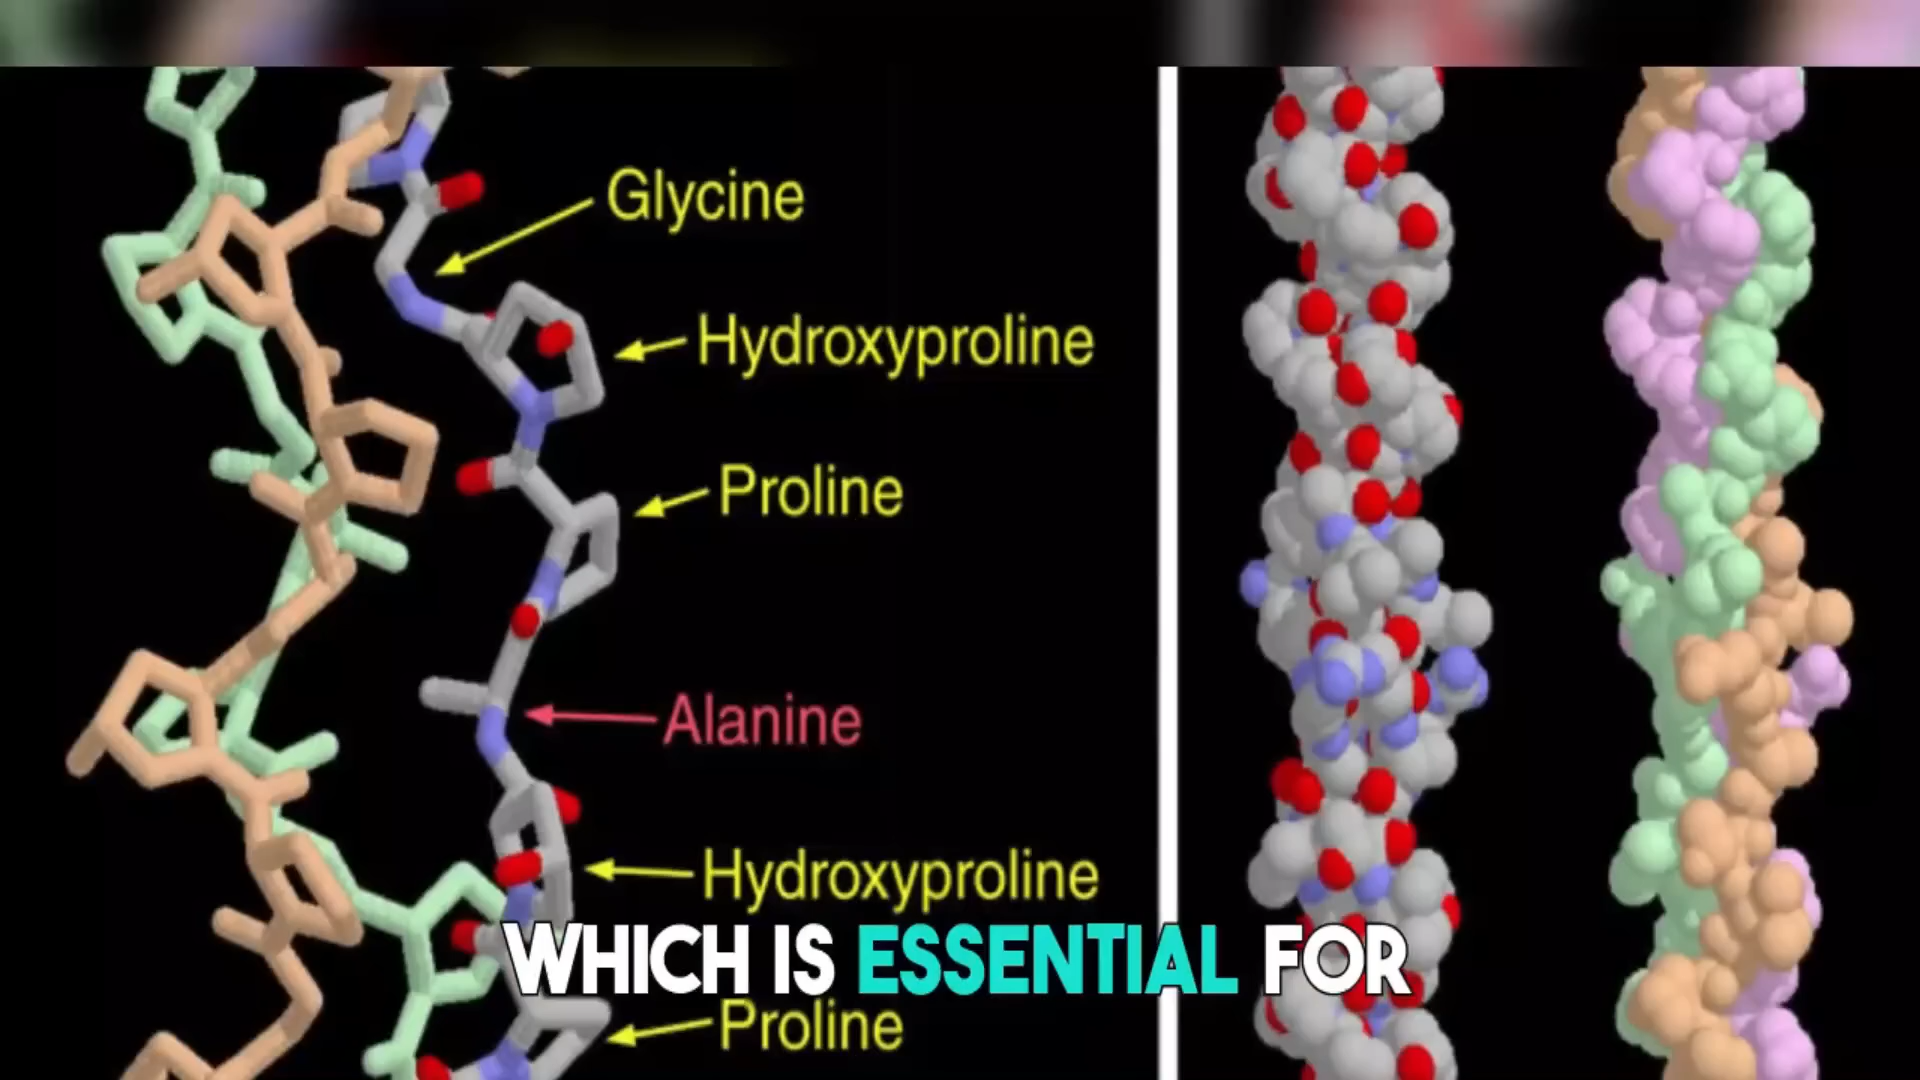 Glycine
Hydroxyproline
Proline
Alanine
Hydroxyproline
WHICH IS ESSENTIAL FOR
Proline